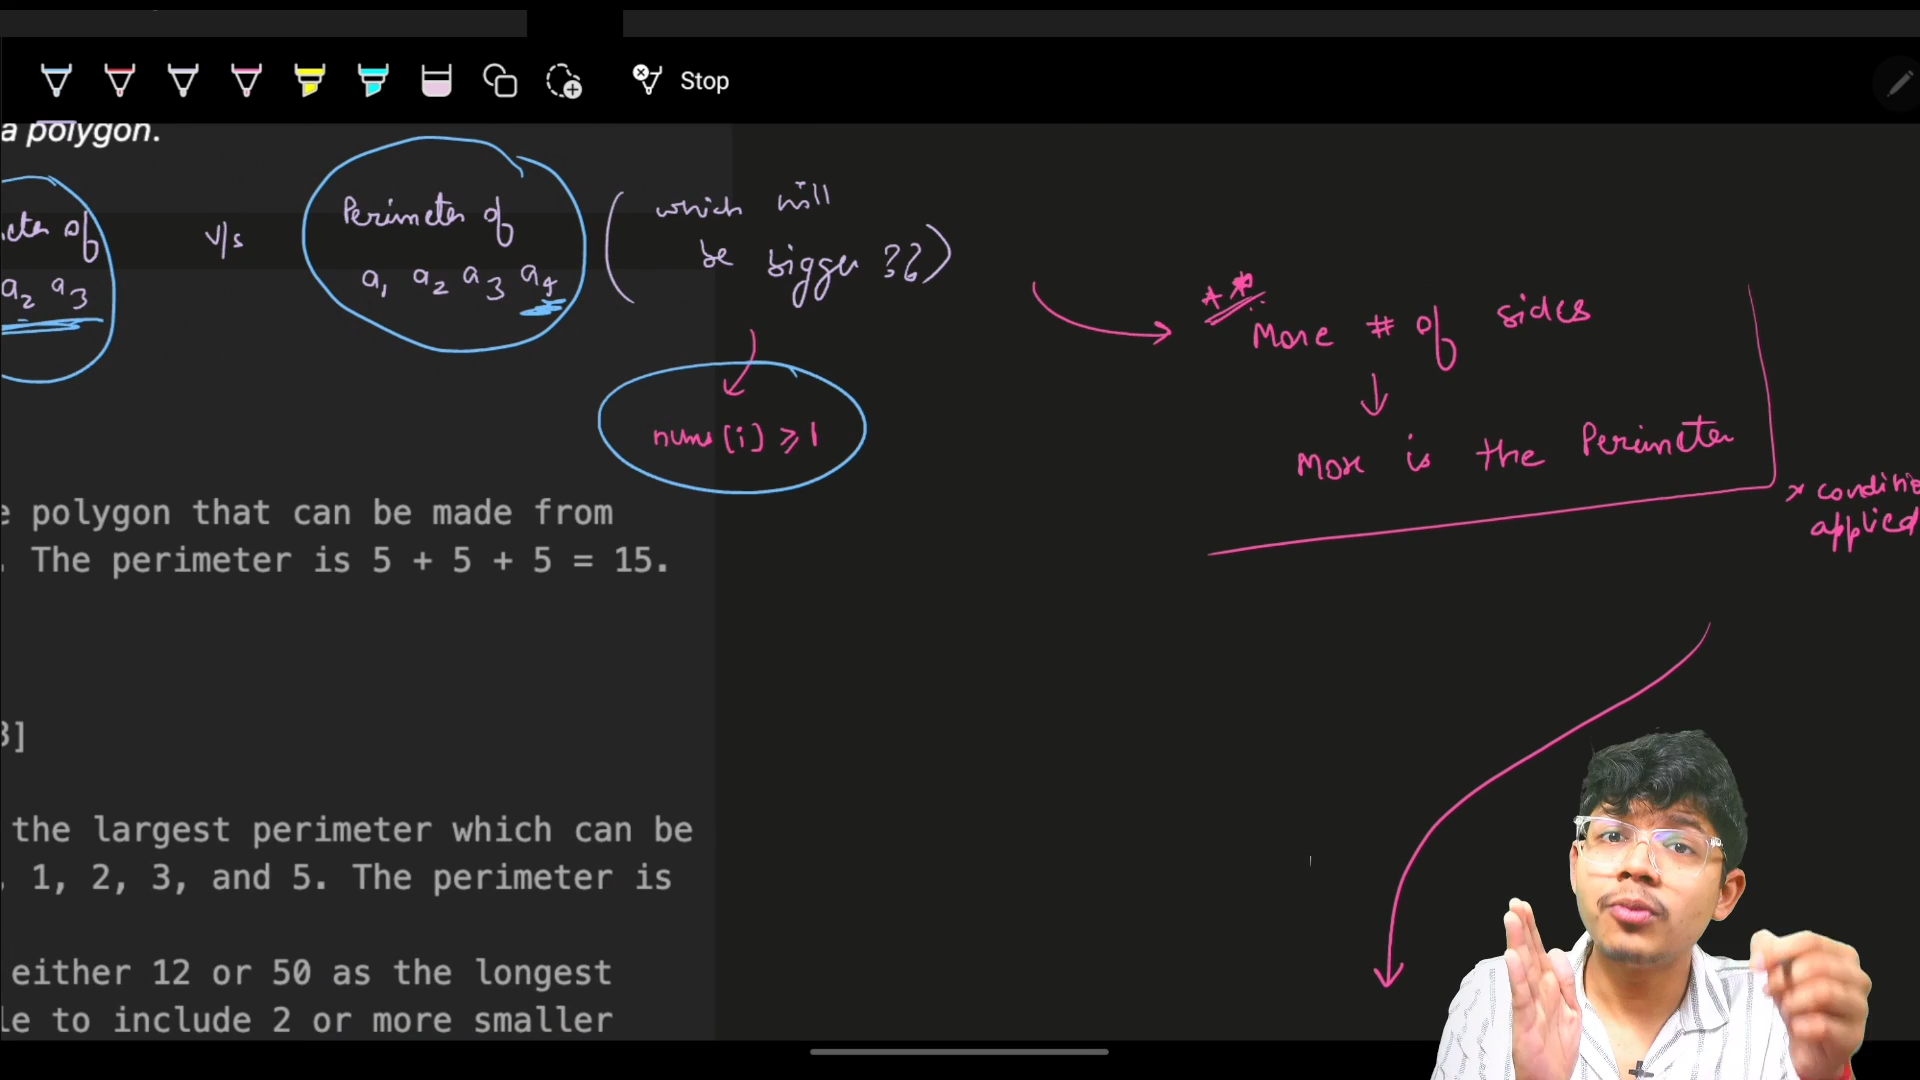 Stop
a polygon.
of
a2 a3
v/s
Perimeter of
a1 a2 a3 a4
(which will
be bigger ??)
nums[i] ⩾ 1
** More # of sides
↓
More is the Perimeter
* conditio
applied
e polygon that can be made from
. The perimeter is 5 + 5 + 5 = 15.
3]
the largest perimeter which can be
, 1, 2, 3, and 5. The perimeter is
either 12 or 50 as the longest
le to include 2 or more smaller